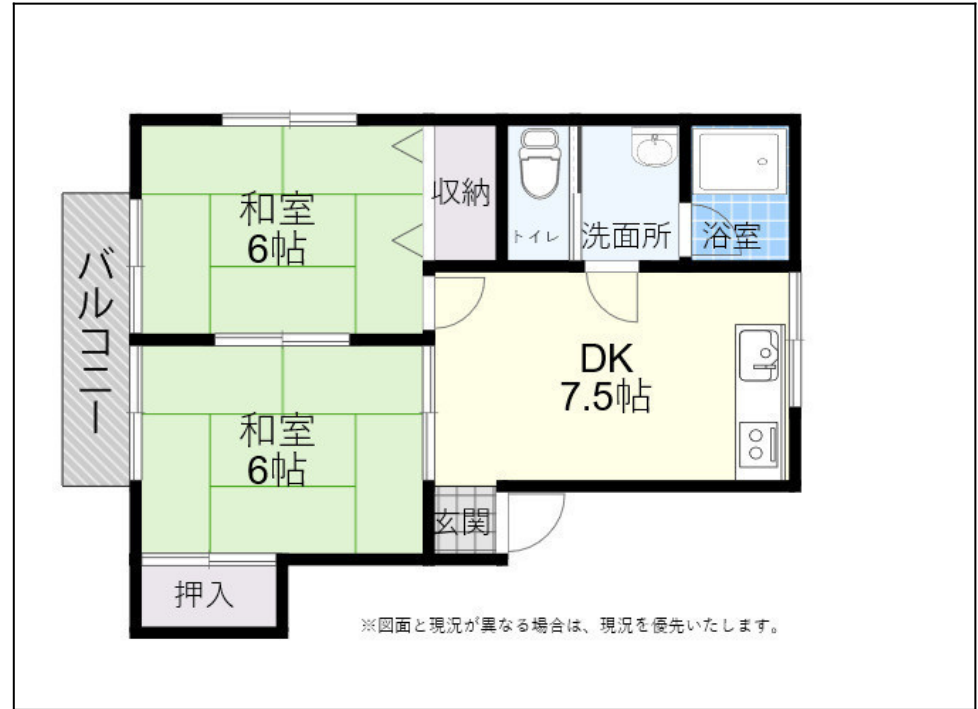 和室
6帖
収納
トイレ
洗面所
浴室
バルコニー
DK
7.5帖
和室
6帖
玄関
押入
※図面と現況が異なる場合は、現況を優先いたします。